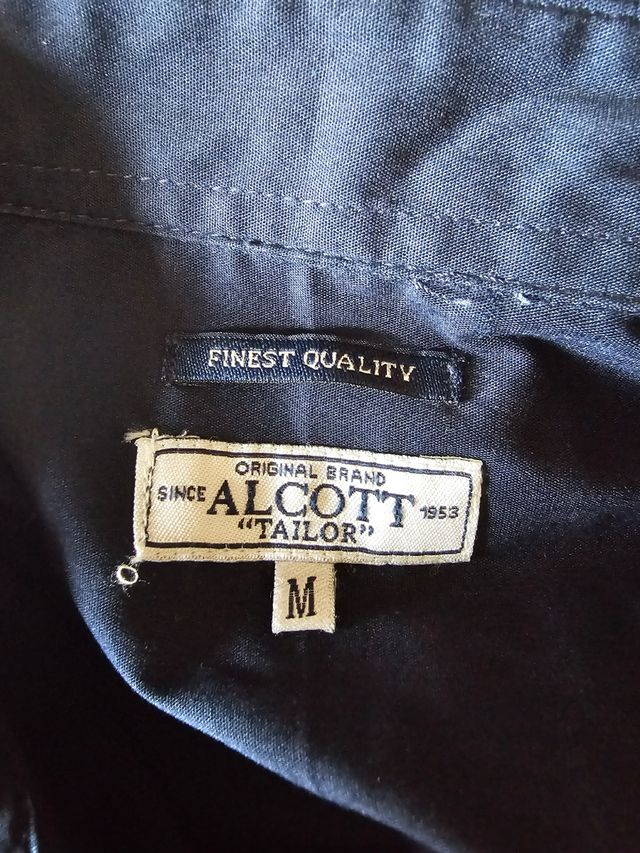 FINEST QUALITY
ORIGINAL BRAND
SINCE ALCOTT 1953
"TAILOR"
M